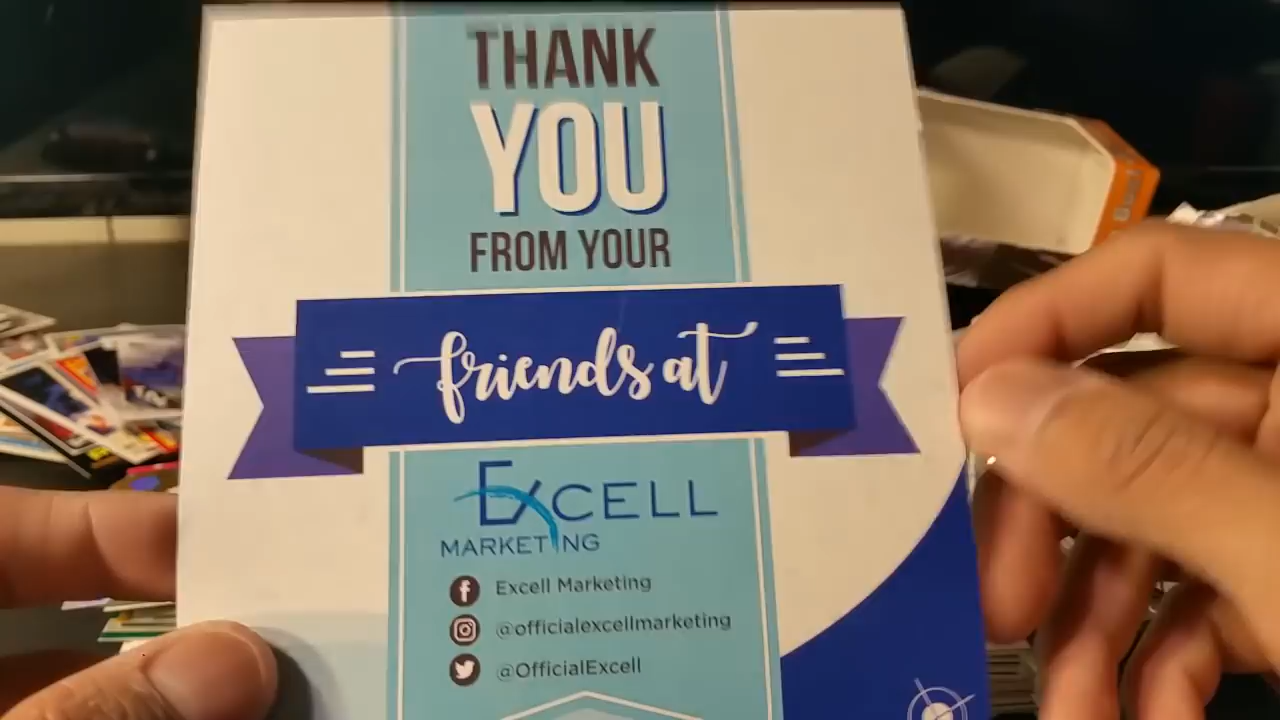 THANK
YOU
FROM YOUR
friends at
EXCELL
MARKETING
Excell Marketing
@officialexcellmarketing
@OfficialExcell